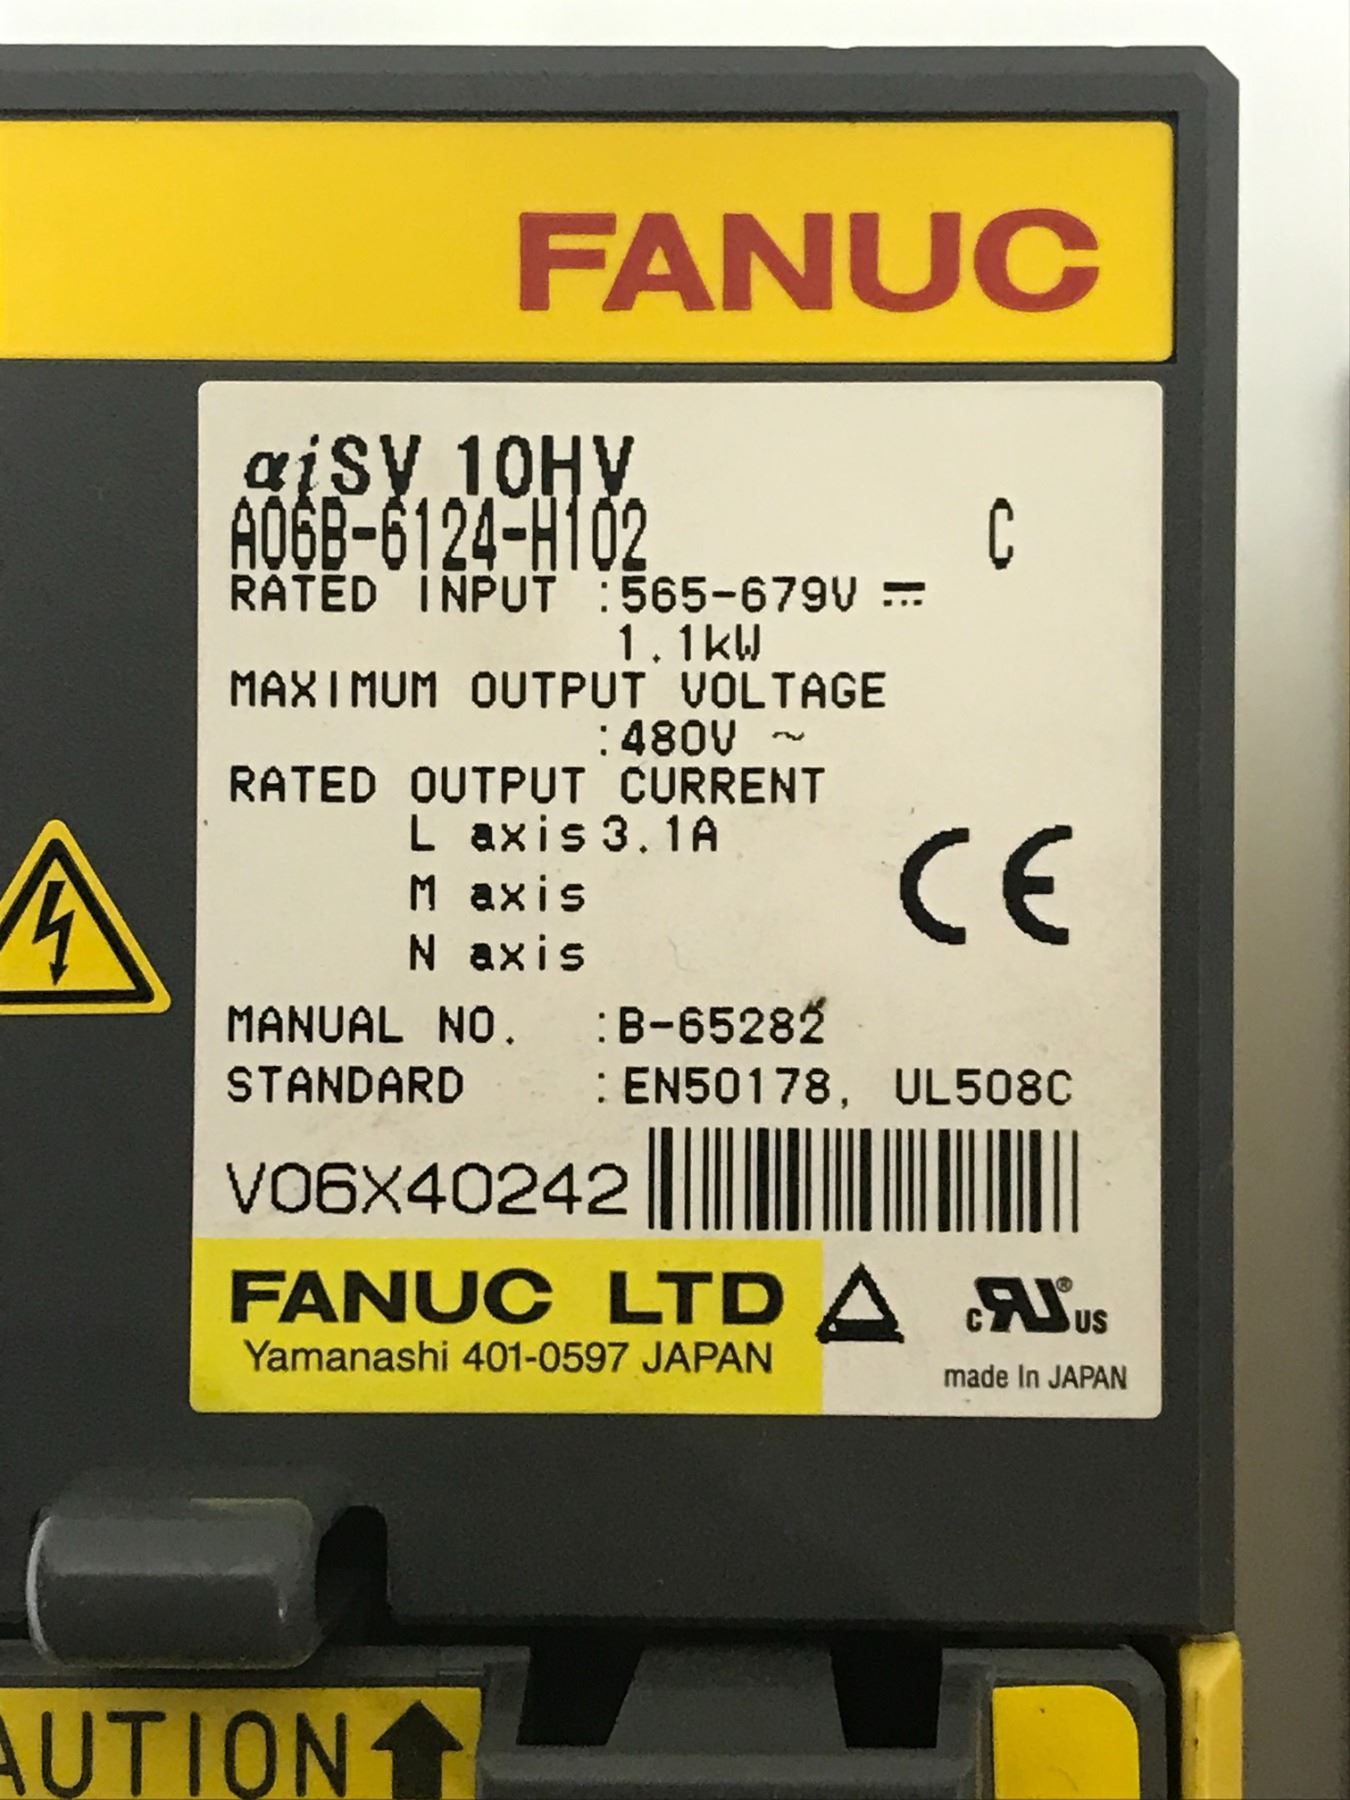 FANUC
αiSV 10HV
A06B-6124-H102 C
RATED INPUT :565-679V ⎓
1.1kW
MAXIMUM OUTPUT VOLTAGE
:480V ~
RATED OUTPUT CURRENT
L axis 3.1A
M axis
N axis
CE
MANUAL NO. :B-65282
STANDARD :EN50178, UL508C
V06X40242
FANUC LTD
Yamanashi 401-0597 JAPAN
c RU ® US
made In JAPAN
AUTION